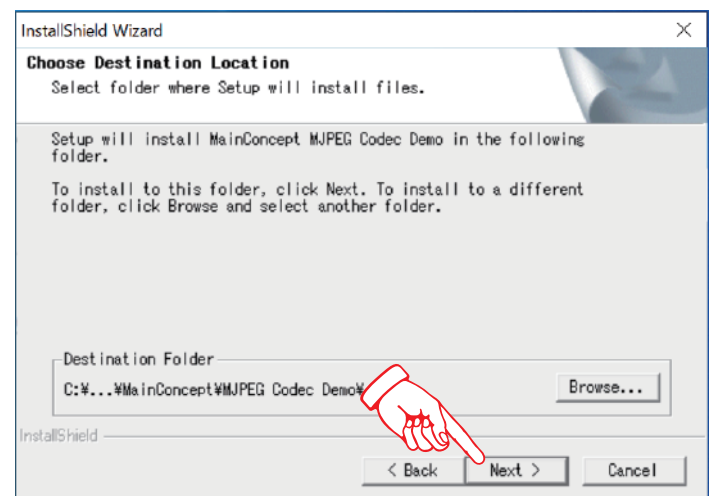 InstallShield Wizard
Choose Destination Location
Select folder where Setup will install files.
Setup will install MainConcept MJPEG Codec Demo in the following
folder.
To install to this folder, click Next. To install to a different
folder, click Browse and select another folder.
Destination Folder
C:¥...¥MainConcept¥MJPEG Codec Demo¥
Browse...
InstallShield
< Back
Next >
Cancel